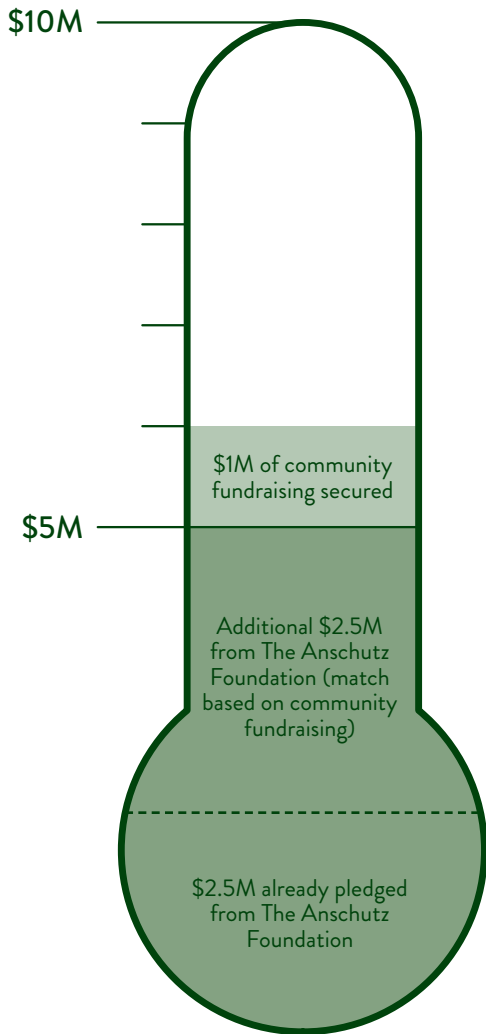 $10M
$1M of community
fundraising secured
$5M
Additional $2.5M
from The Anschutz
Foundation (match
based on community
fundraising)
$2.5M already pledged
from The Anschutz
Foundation